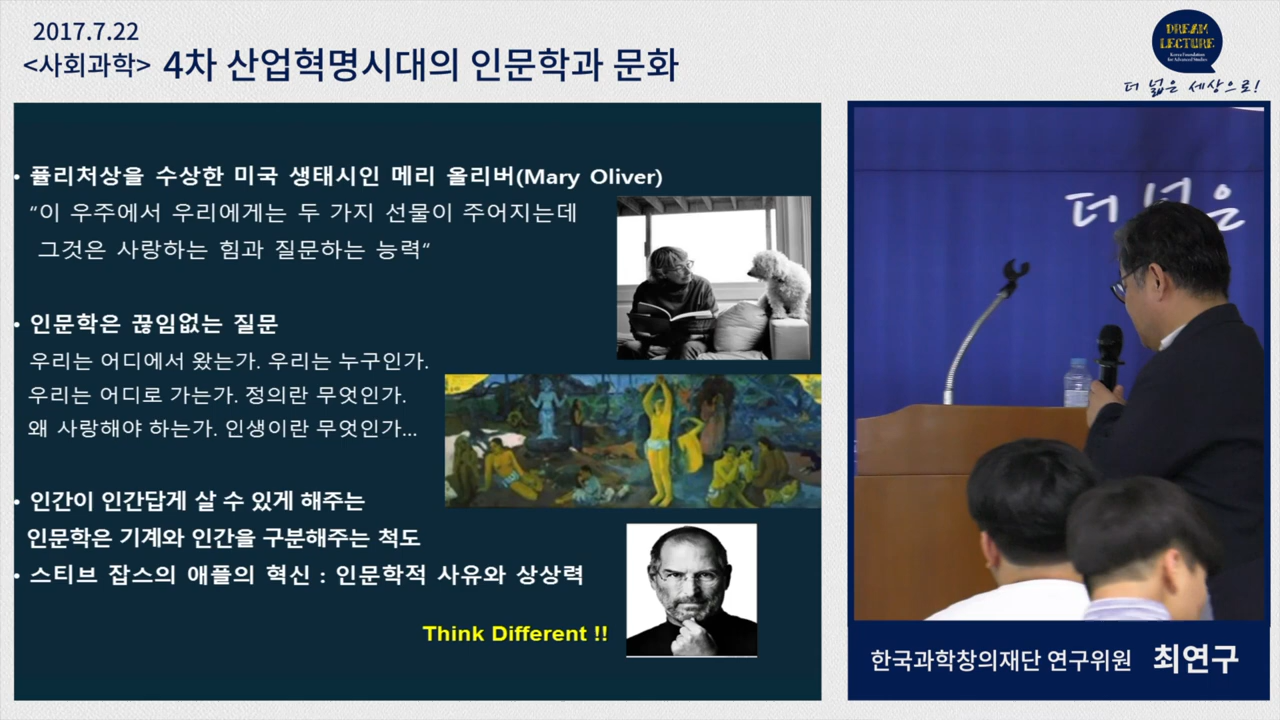 2017.7.22
<사회과학> 4차 산업혁명시대의 인문학과 문화
DREAM
LECTURE
Korea Foundation
for Advanced Studies
더 넓은 세상으로!
• 퓰리처상을 수상한 미국 생태시인 메리 올리버(Mary Oliver)
“이 우주에서 우리에게는 두 가지 선물이 주어지는데
그것은 사랑하는 힘과 질문하는 능력“
• 인문학은 끊임없는 질문
우리는 어디에서 왔는가. 우리는 누구인가.
우리는 어디로 가는가. 정의란 무엇인가.
왜 사랑해야 하는가. 인생이란 무엇인가...
• 인간이 인간답게 살 수 있게 해주는
인문학은 기계와 인간을 구분해주는 척도
• 스티브 잡스의 애플의 혁신 : 인문학적 사유와 상상력
Think Different !!
더 넓은
한국과학창의재단 연구위원 최연구